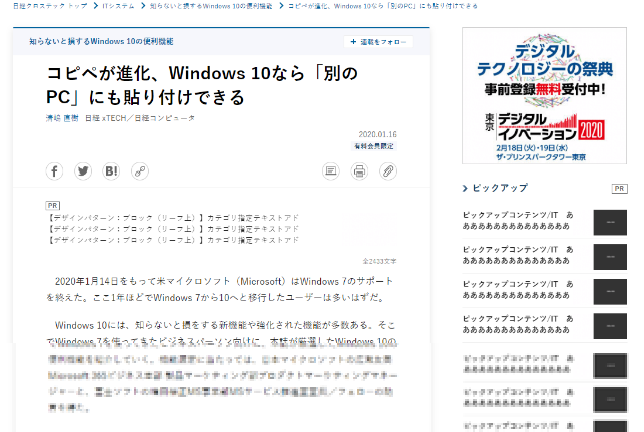 日経クロステック トップ > ITシステム > 知らないと損するWindows 10の便利機能 > コピペが進化、Windows 10なら「別のPC」にも貼り付けできる
知らないと損するWindows 10の便利機能
+ 連載をフォロー
コピペが進化、Windows 10なら「別の
PC」にも貼り付けできる
清嶋 直樹 日経 xTECH／日経コンピュータ
2020.01.16
有料会員限定
PR
【デザインパターン：ブロック（リーフ上）】カテゴリ指定テキストアド
【デザインパターン：ブロック（リーフ上）】カテゴリ指定テキストアド
【デザインパターン：ブロック（リーフ上）】カテゴリ指定テキストアド
全2433文字
2020年1月14日をもって米マイクロソフト（Microsoft）はWindows 7のサポート
を終えた。ここ1年ほどでWindows 7から10へと移行したユーザーは多いはずだ。
Windows 10には、知らないと損をする新機能や強化された機能が多数ある。そこ
でWindows 7を使ってきたビジネスパーソン向けに、本誌が厳選したWindows 10の
デジタル
テクノロジーの祭典
事前登録無料受付中！
東京 デジタル
イノベーション 2020
2月18日（火）・19日（水）
ザ・プリンスパークタワー東京
ピックアップ
PR
ピックアップコンテンツ/IT あ
ああああああああああああああ
ピックアップコンテンツ/IT あ
ああああああああああああああ
ピックアップコンテンツ/IT あ
ああああああああああああああ
ピックアップコンテンツ/IT あ
ああああああああああああああ